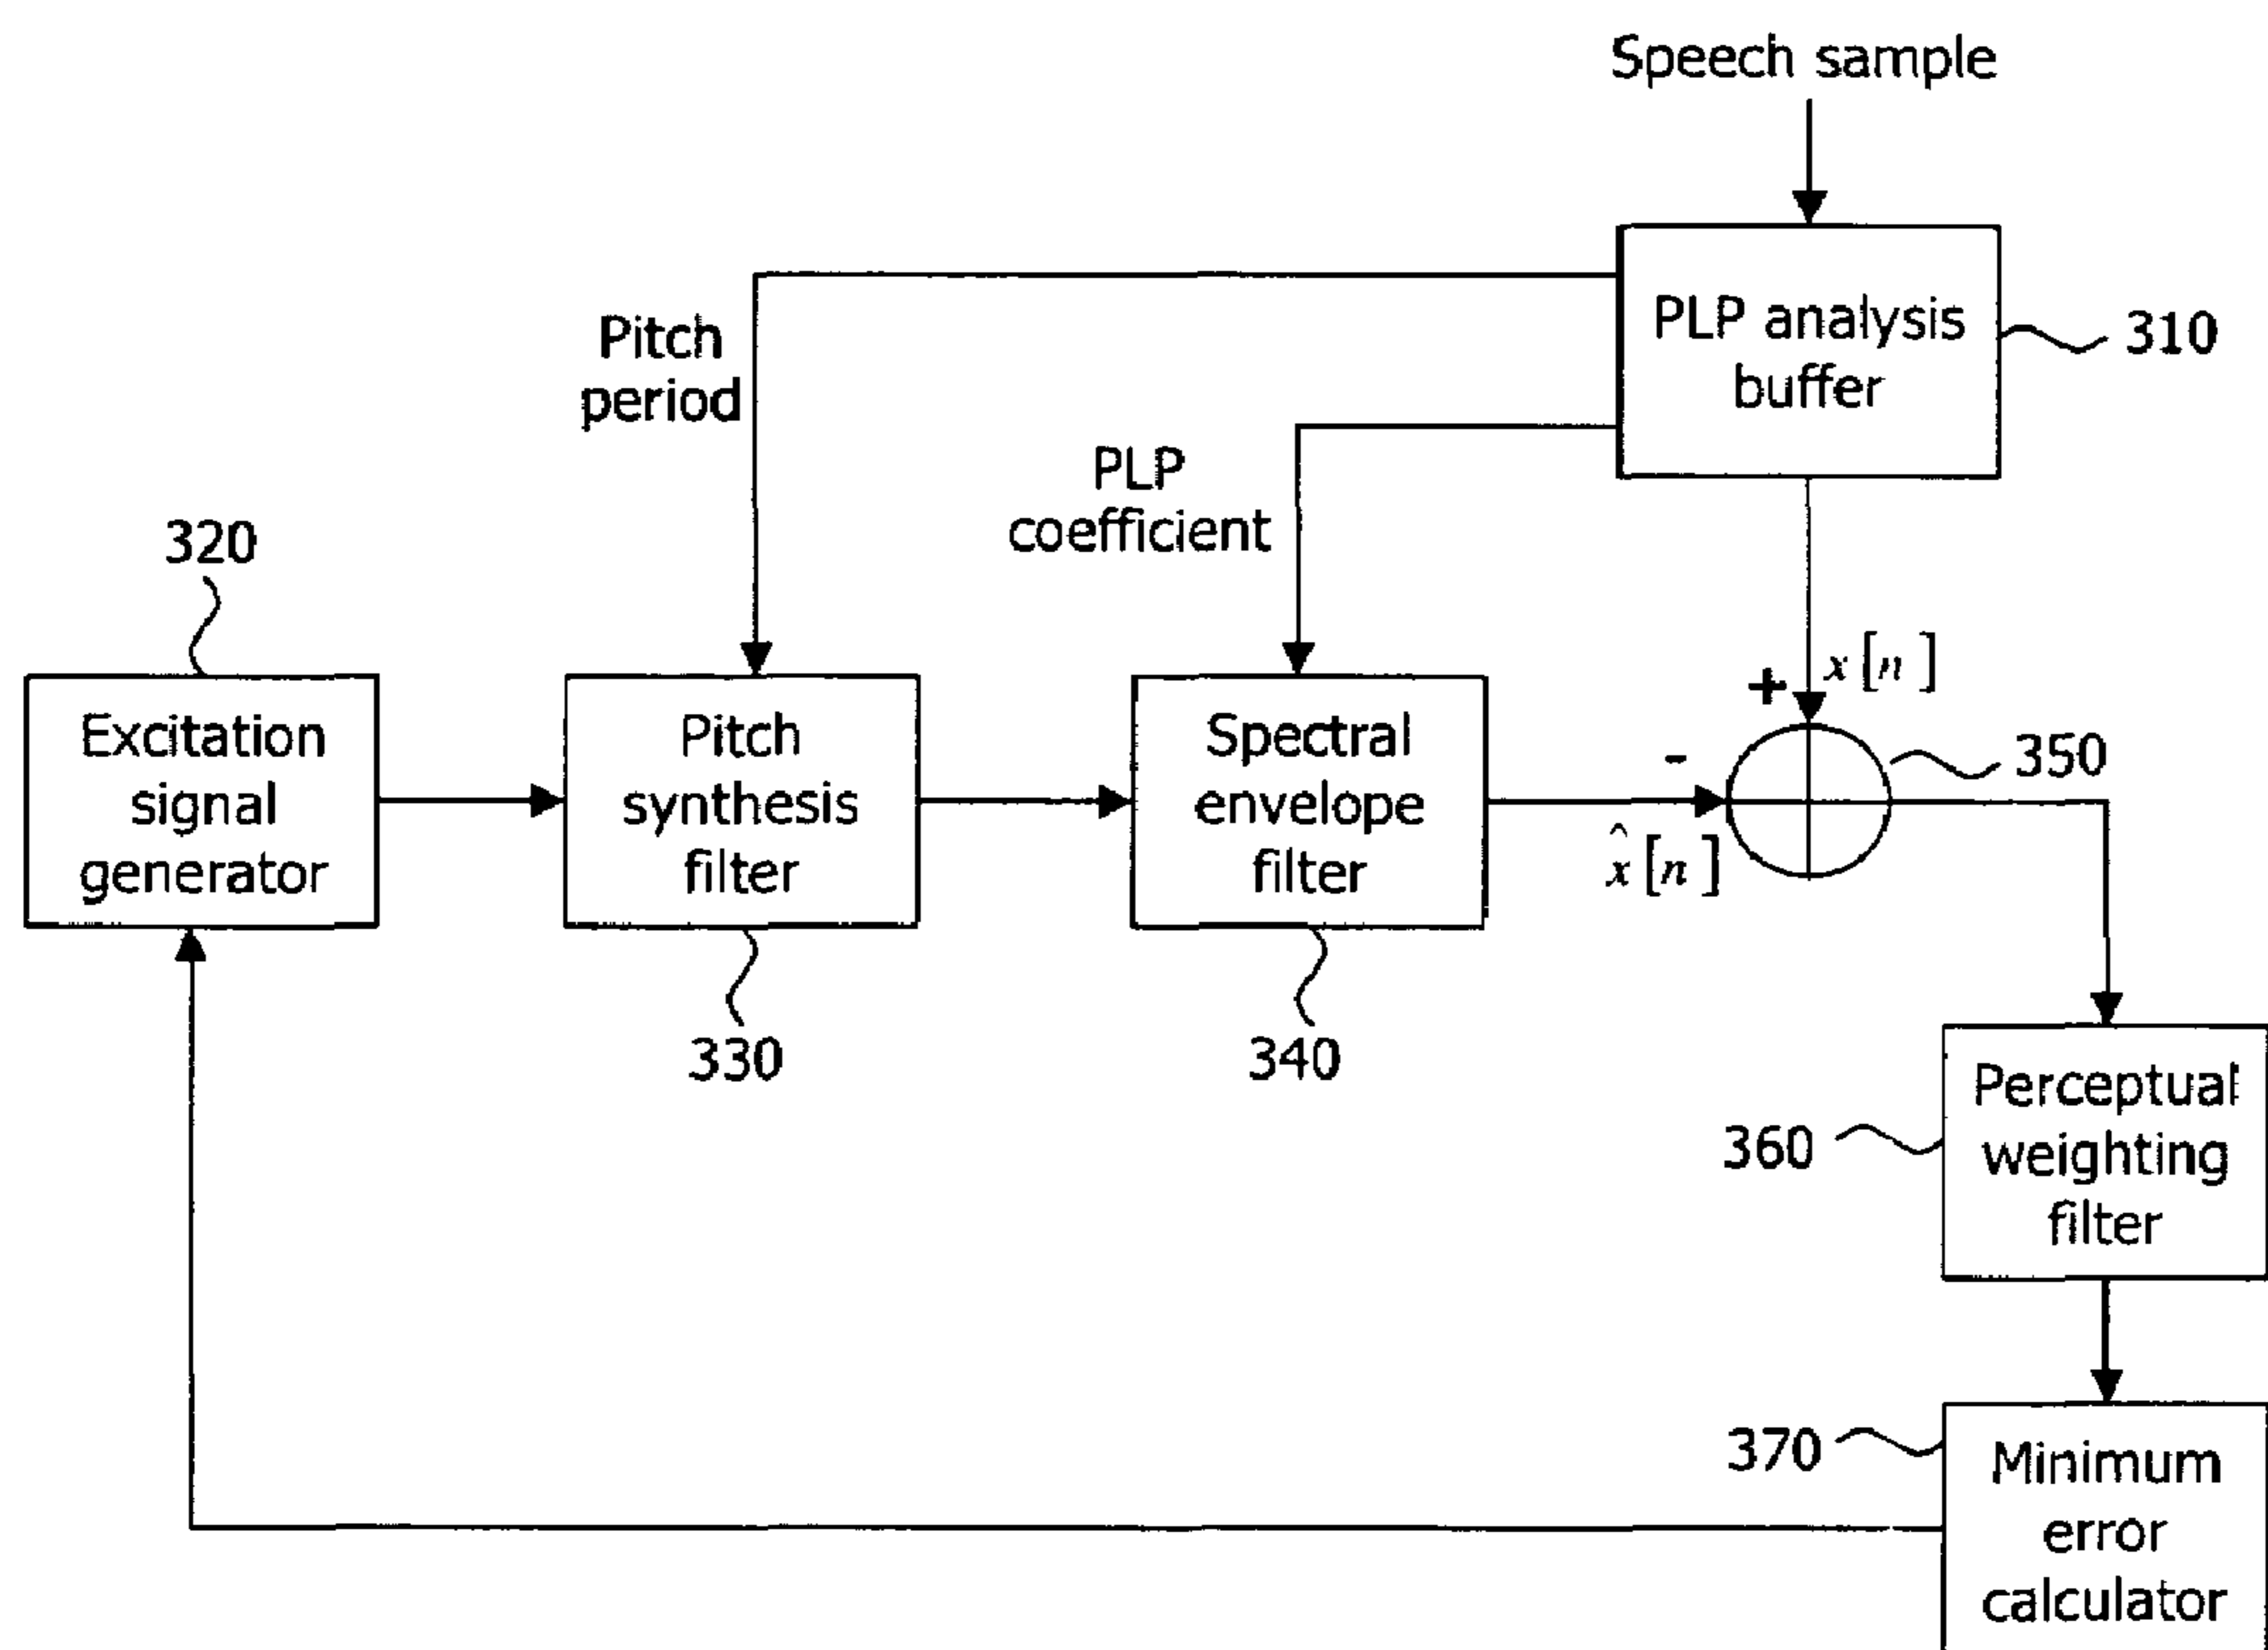 Speech sample
PLP analysis
buffer
310
Pitch
period
PLP
coefficient
320
Excitation
signal
generator
Pitch
synthesis
filter
330
Spectral
envelope
filter
340
+
x [n]
-
x̂ [n]
350
360
Perceptual
weighting
filter
370
Minimum
error
calculator